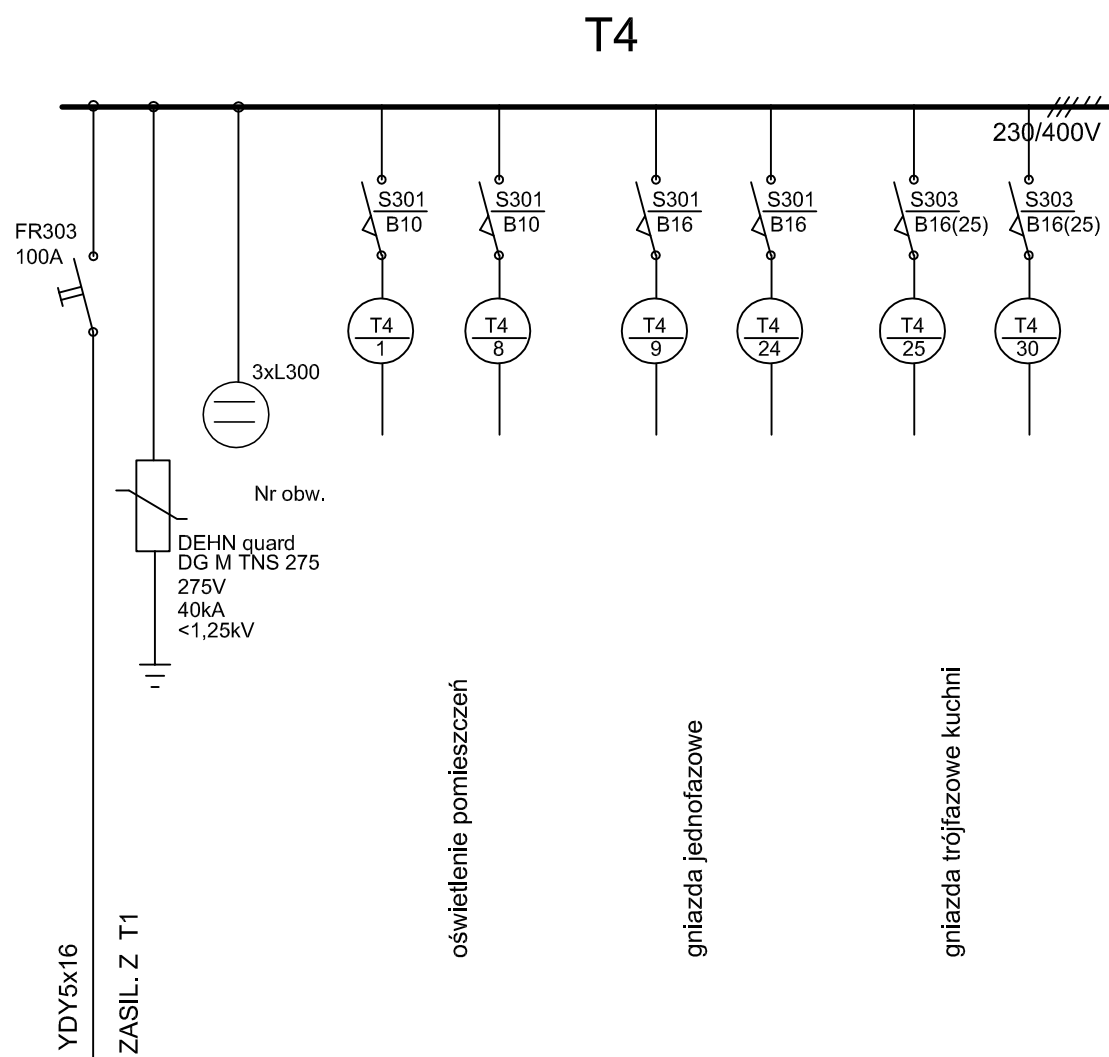 T4
230/400V
FR303
100A
S301
B10
S301
B10
S301
B16
S301
B16
S303
B16(25)
S303
B16(25)
T4
1
T4
8
T4
9
T4
24
T4
25
T4
30
3xL300
Nr obw.
DEHN quard
DG M TNS 275
275V
40kA
<1,25kV
YDY5x16
ZASIL. Z T1
oświetlenie pomieszczeń
gniazda jednofazowe
gniazda trójfazowe kuchni